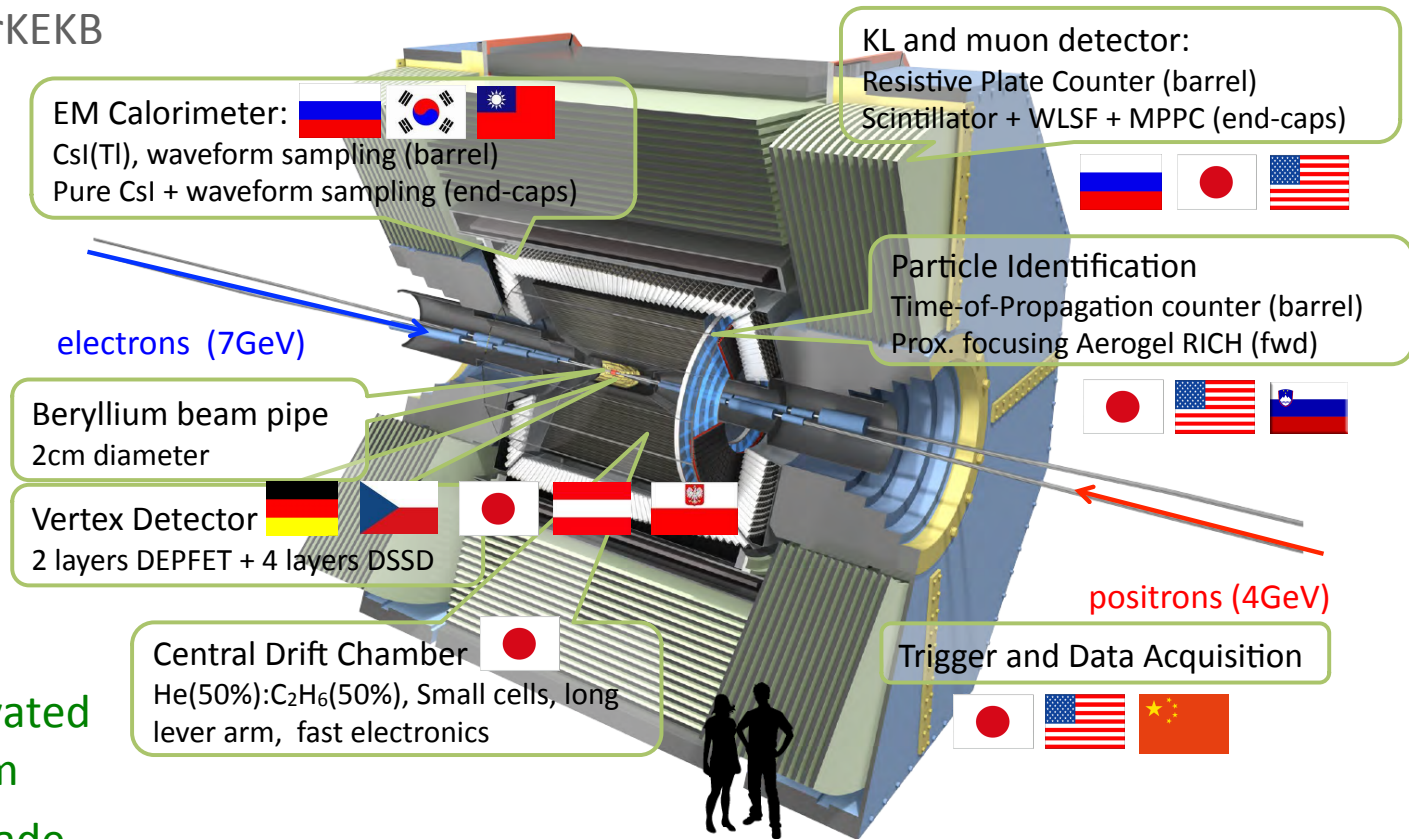 rKEKB
KL and muon detector:
Resistive Plate Counter (barrel)
Scintillator + WLSF + MPPC (end-caps)
EM Calorimeter:
CsI(Tl), waveform sampling (barrel)
Pure CsI + waveform sampling (end-caps)
Particle Identification
Time-of-Propagation counter (barrel)
Prox. focusing Aerogel RICH (fwd)
electrons (7GeV)
Beryllium beam pipe
2cm diameter
Vertex Detector
2 layers DEPFET + 4 layers DSSD
positrons (4GeV)
Central Drift Chamber
He(50%):C₂H₆(50%), Small cells, long
lever arm, fast electronics
Trigger and Data Acquisition
vated
m
ade